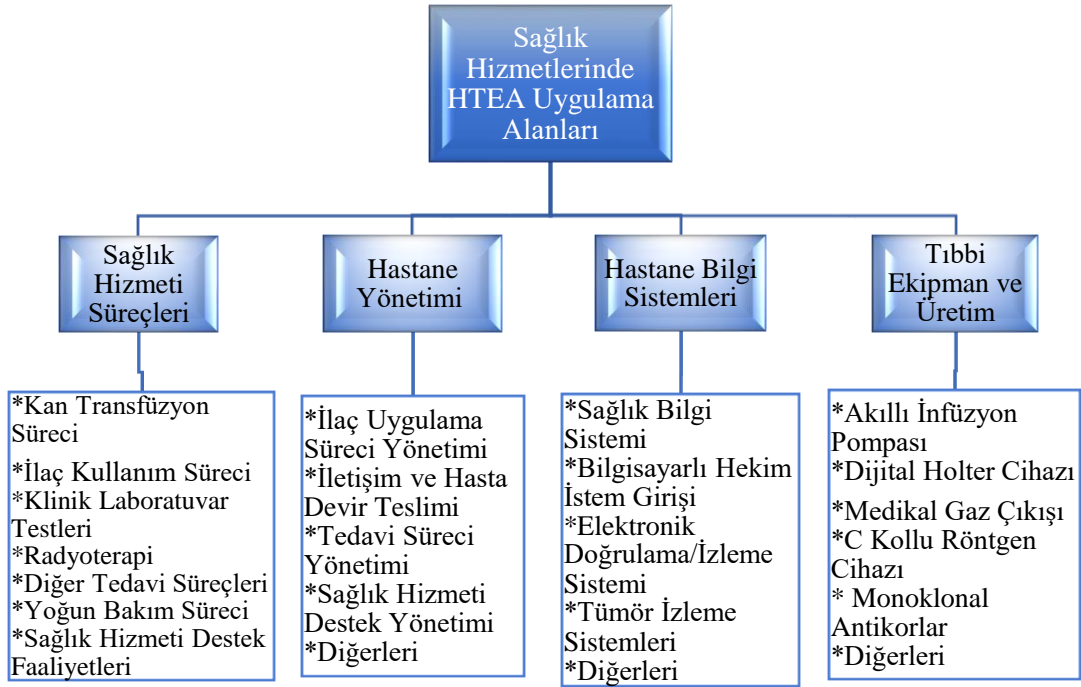 Sağlık
Hizmetlerinde
HTEA Uygulama
Alanları
Sağlık
Hizmeti
Süreçleri
Hastane
Yönetimi
Hastane Bilgi
Sistemleri
Tıbbi
Ekipman ve
Üretim
*Kan Transfüzyon
Süreci
*İlaç Kullanım Süreci
*Klinik Laboratuvar
Testleri
*Radyoterapi
*Diğer Tedavi Süreçleri
*Yoğun Bakım Süreci
*Sağlık Hizmeti Destek
Faaliyetleri
*İlaç Uygulama
Süreci Yönetimi
*İletişim ve Hasta
Devir Teslimi
*Tedavi Süreci
Yönetimi
*Sağlık Hizmeti
Destek Yönetimi
*Diğerleri
*Sağlık Bilgi
Sistemi
*Bilgisayarlı Hekim
İstem Girişi
*Elektronik
Doğrulama/İzleme
Sistemi
*Tümör İzleme
Sistemleri
*Diğerleri
*Akıllı İnfüzyon
Pompası
*Dijital Holter Cihazı
*Medikal Gaz Çıkışı
*C Kollu Röntgen
Cihazı
* Monoklonal
Antikorlar
*Diğerleri